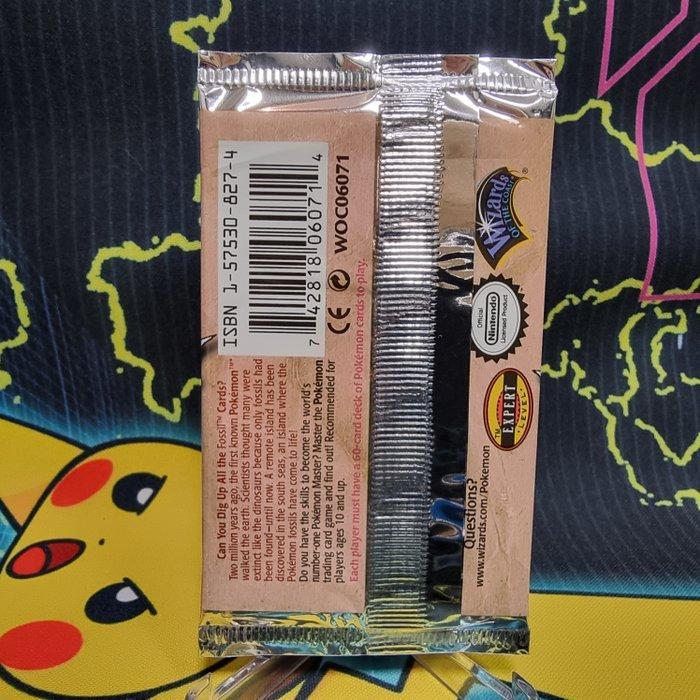 ISBN 1-57530-827-4
7 42818 06071 4
WOC06071
Can You Dig Up All the Fossil™ Cards?
Two million years ago, the first known Pokémon™
walked the earth. Scientists thought many were
extinct like the dinosaurs because only fossils had
been found—until now. A remote island has been
discovered in the south seas, an island where the
Pokémon fossils have come to life!
Do you have the skills to become the world's
number-one Pokémon Master? Master the Pokémon
trading card game and find out! Recommended for
players ages 10 and up.
Each player must have a 60-card deck of Pokémon cards to play.
CE
Wizards
OF THE COAST
®
Official
Nintendo
Licensed Product
EXPERT
LEVEL
TM
Questions?
www.wizards.com/Pokemon